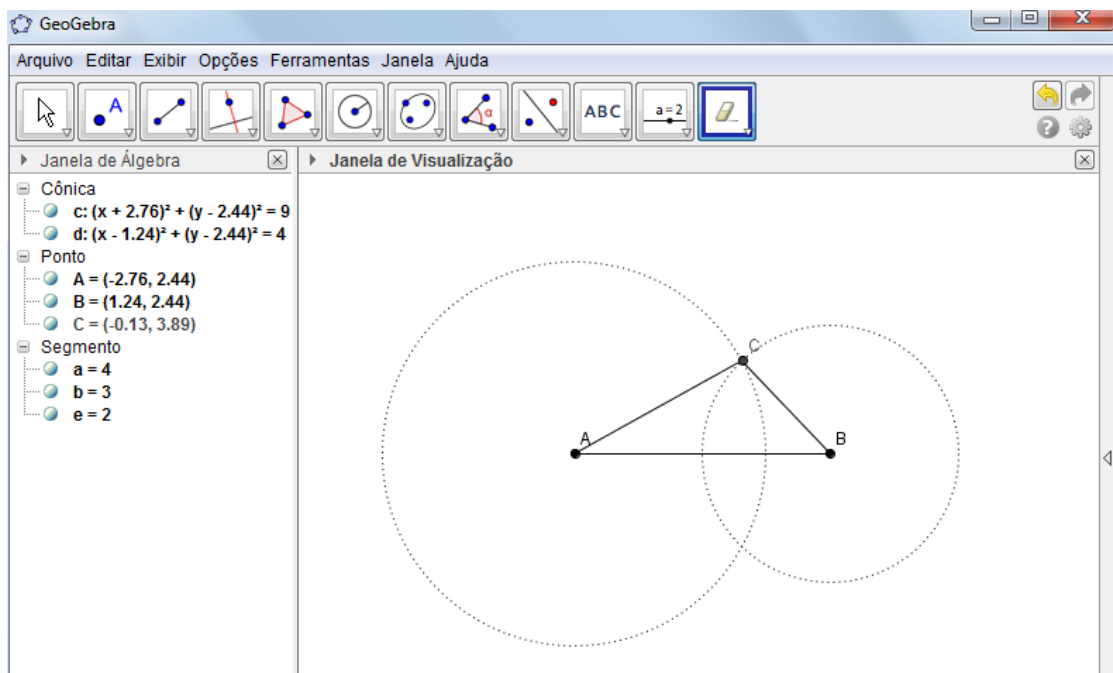 GeoGebra
Arquivo Editar Exibir Opções Ferramentas Janela Ajuda
A
α
ABC
a=2
Janela de Álgebra
Janela de Visualização
Cônica
c: (x + 2.76)² + (y - 2.44)² = 9
d: (x - 1.24)² + (y - 2.44)² = 4
Ponto
A = (-2.76, 2.44)
B = (1.24, 2.44)
C = (-0.13, 3.89)
Segmento
a = 4
b = 3
e = 2
C
A
B